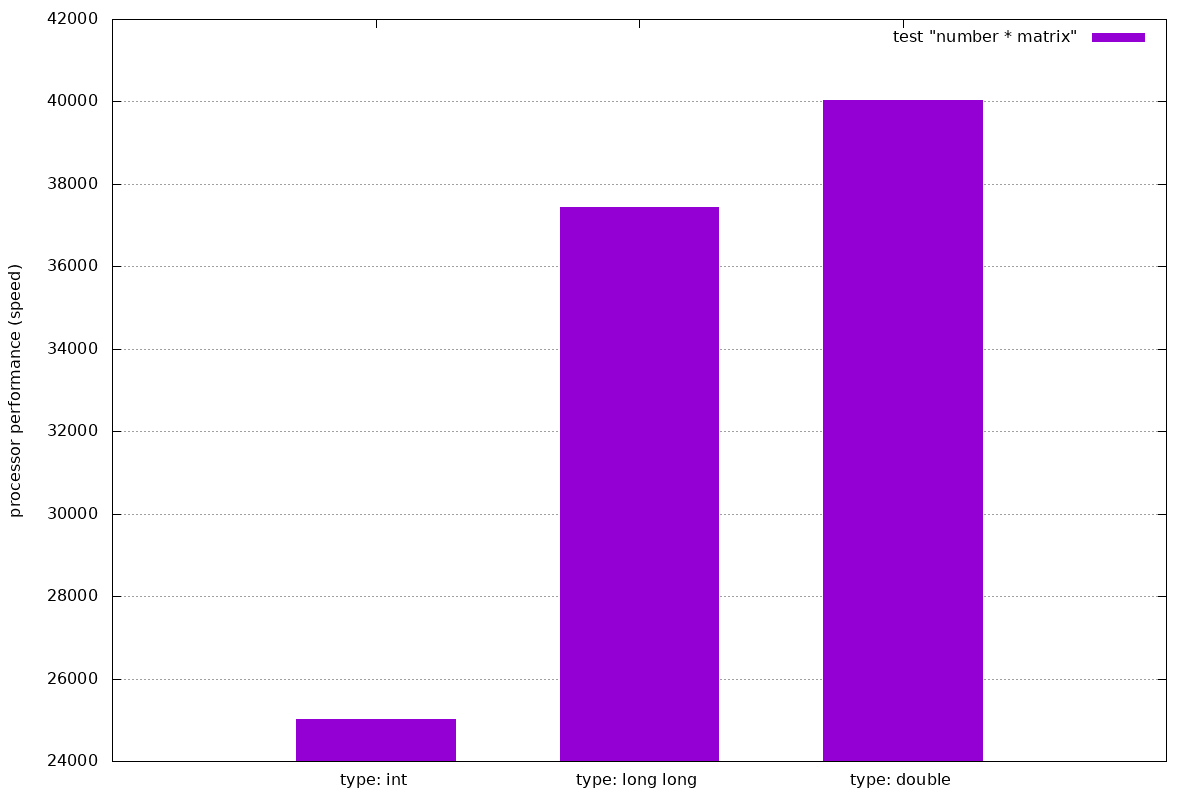 test "number * matrix"
42000
40000
38000
36000
34000
32000
30000
28000
26000
24000
processor performance (speed)
type: int
type: long long
type: double